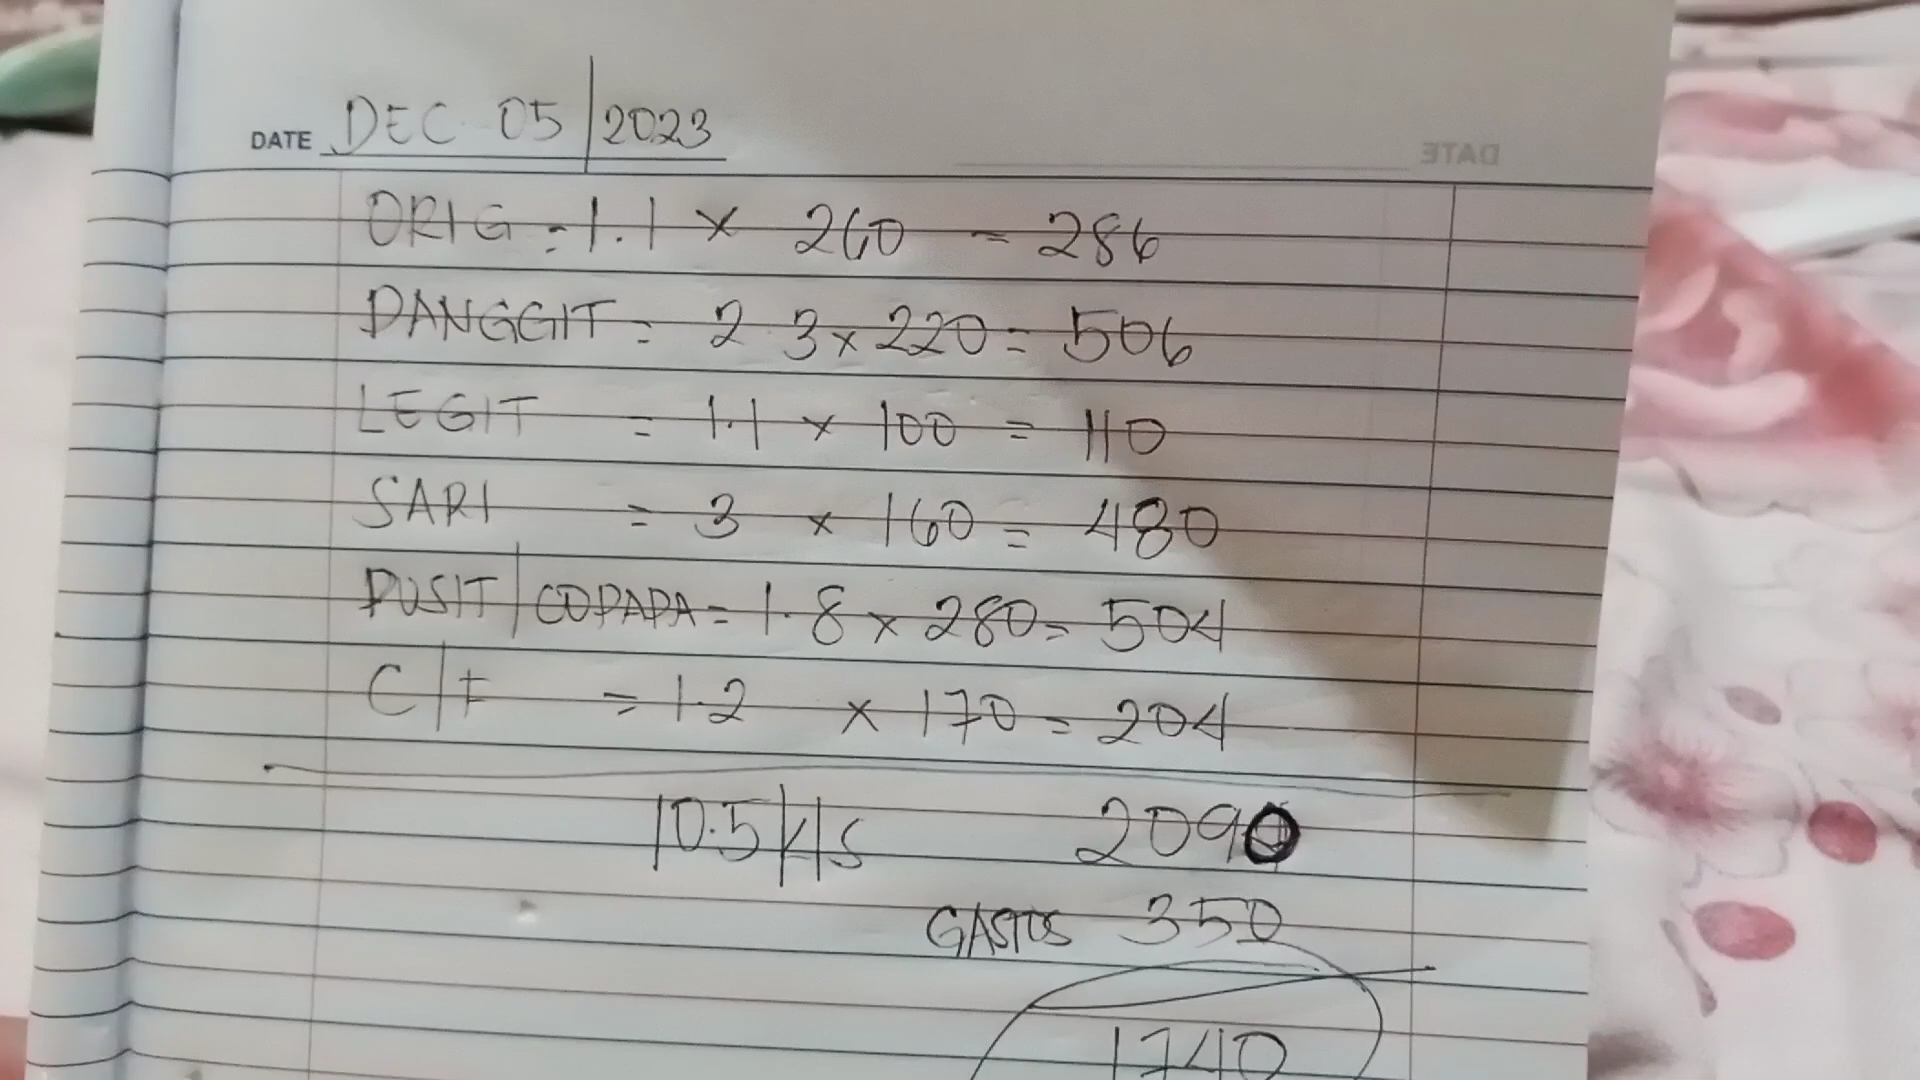 DATE DEC 05/2023
ORIG = 1.1 x 260 = 286
DANGGIT = 2 3 x 220 = 506
LEGIT = 1.1 x 100 = 110
SARI = 3 x 160 = 480
PUSIT/COPAPA = 1.8 x 280 = 504
C/F = 1.2 x 170 = 204
10.5 kls 2090
GASTOS 350
1740